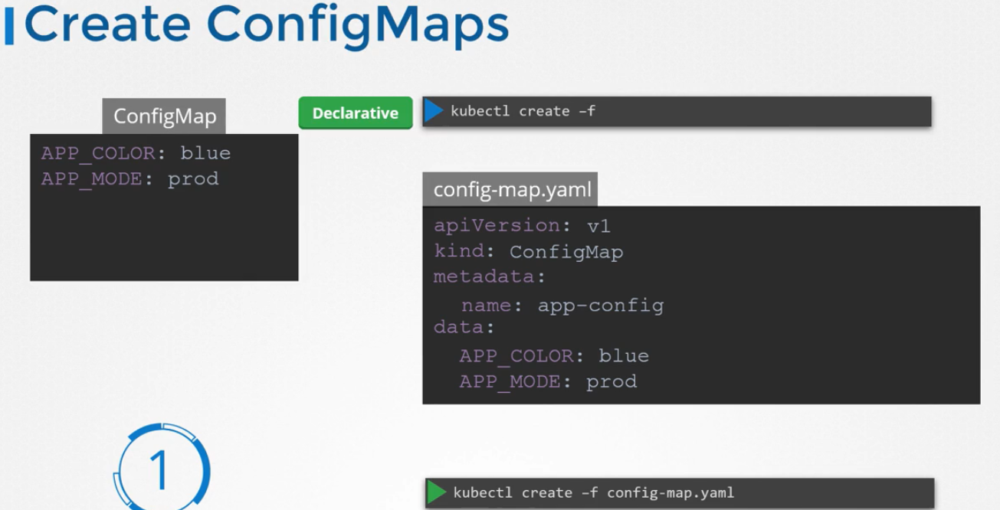 Create ConfigMaps
ConfigMap
APP_COLOR: blue
APP_MODE: prod
Declarative
kubectl create –f
config-map.yaml
apiVersion: v1
kind: ConfigMap
metadata:
  name: app-config
data:
  APP_COLOR: blue
  APP_MODE: prod
1
kubectl create –f config-map.yaml